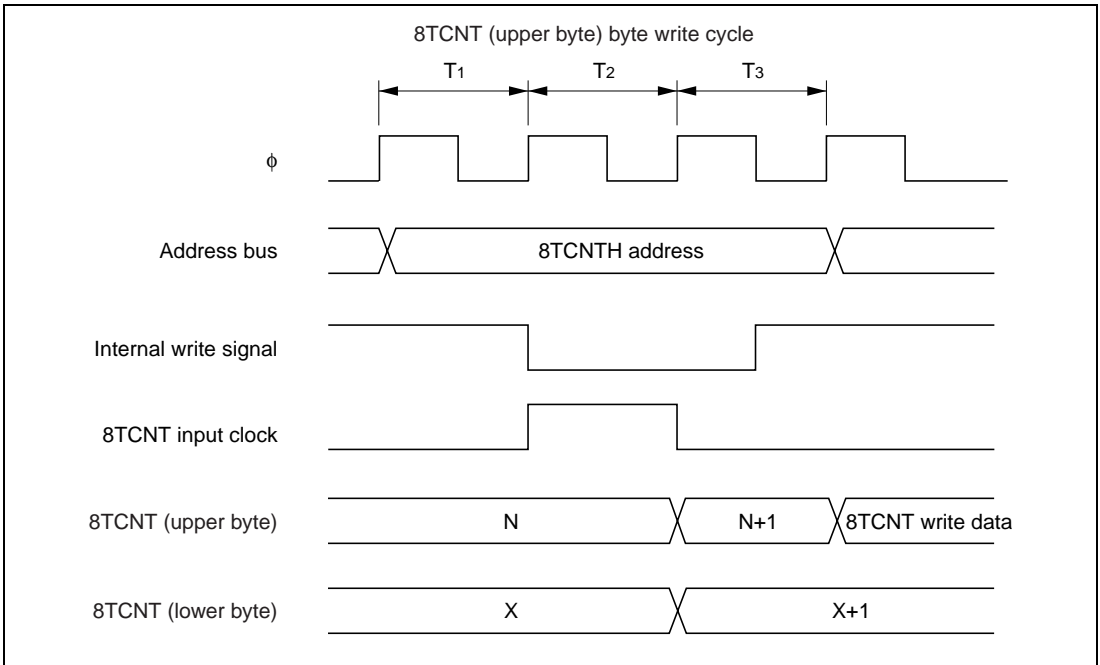 8TCNT (upper byte) byte write cycle
T1 T2 T3
ϕ
Address bus 8TCNTH address
Internal write signal
8TCNT input clock
8TCNT (upper byte) N N+1 8TCNT write data
8TCNT (lower byte) X X+1